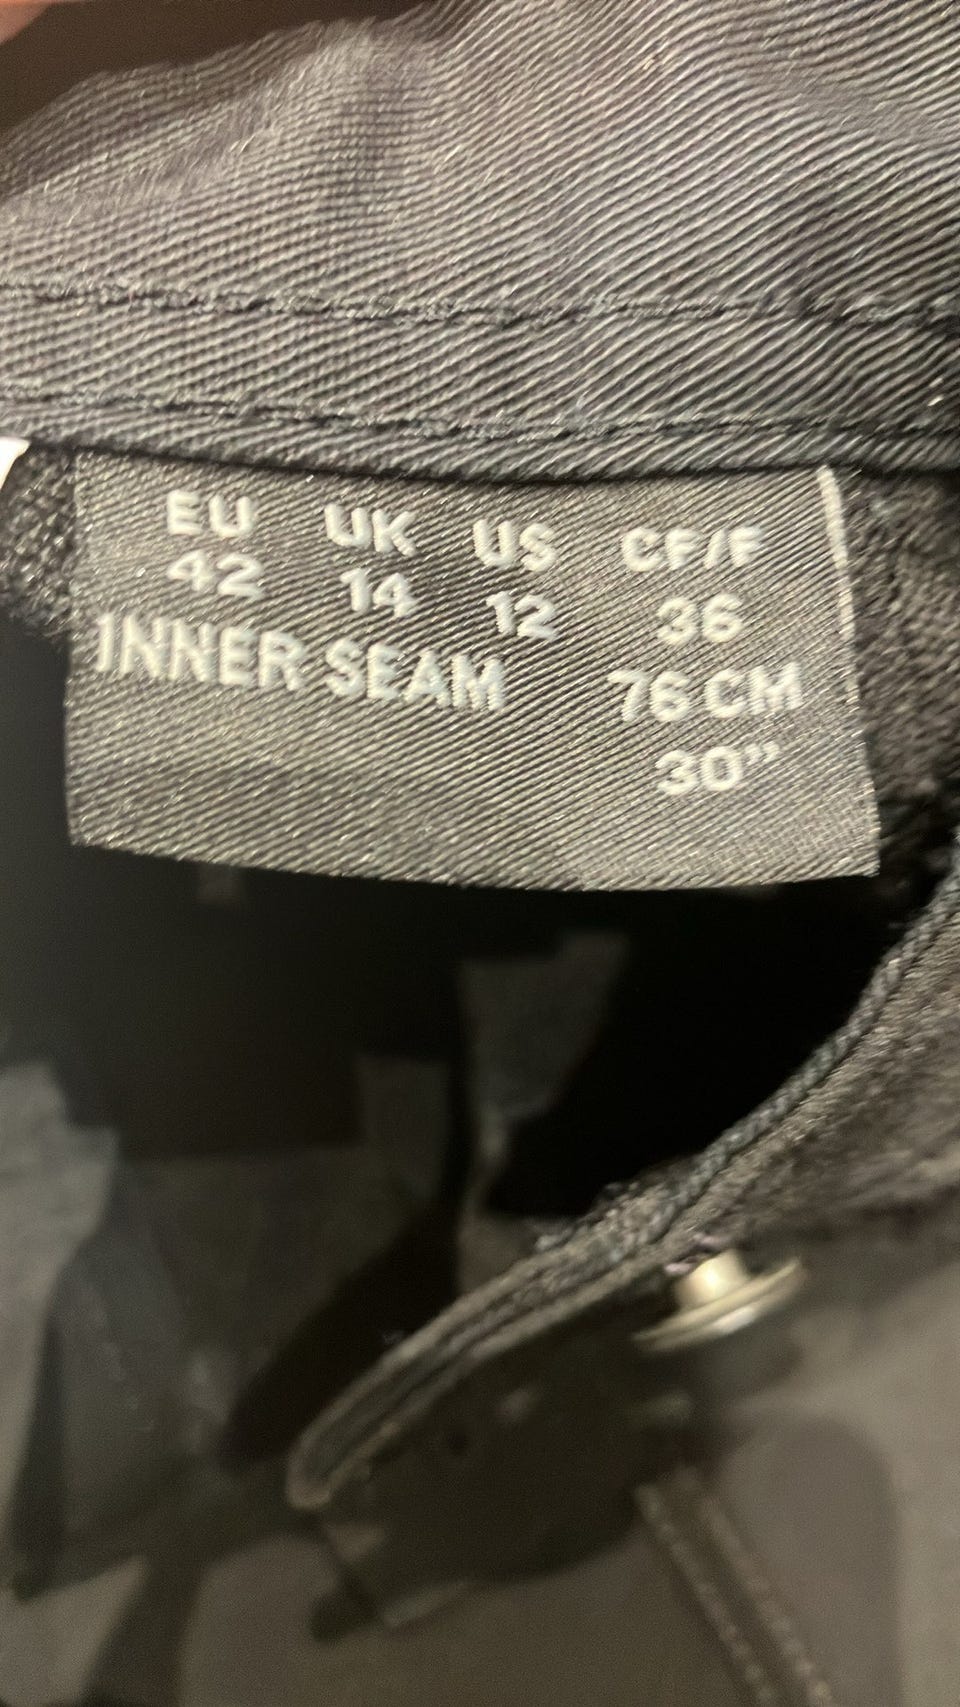 EU UK US CF/F
42 14 12 36
INNER SEAM 76 CM
30"